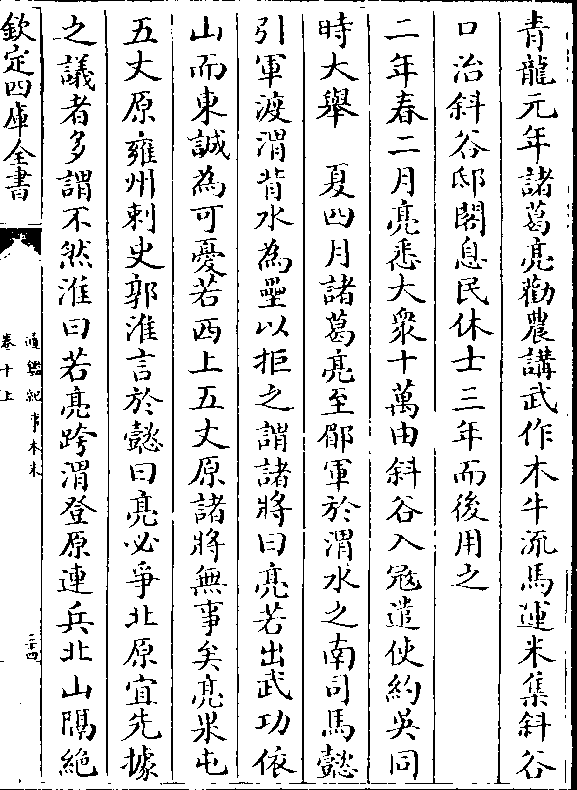 青龍元年諸葛亮勸農講武作木牛流馬運米集斜谷
口治斜谷邸閣息民休士三年而後用之
二年春二月亮悉大衆十萬由斜谷入冦遣使約吳同
時大舉　夏四月諸葛亮至郿軍於渭水之南司馬懿
引軍渡渭背水為壘以拒之謂諸將曰亮若出武功依
山而東誠為可憂若西上五丈原諸將無事矣亮果屯
五丈原雍州刺史郭淮言於懿曰亮必爭北原宜先據
之議者多謂不然淮曰若亮跨渭登原連兵北山隔絶
欽定四庫全書
通鑑紀事本末
卷十上
三十四